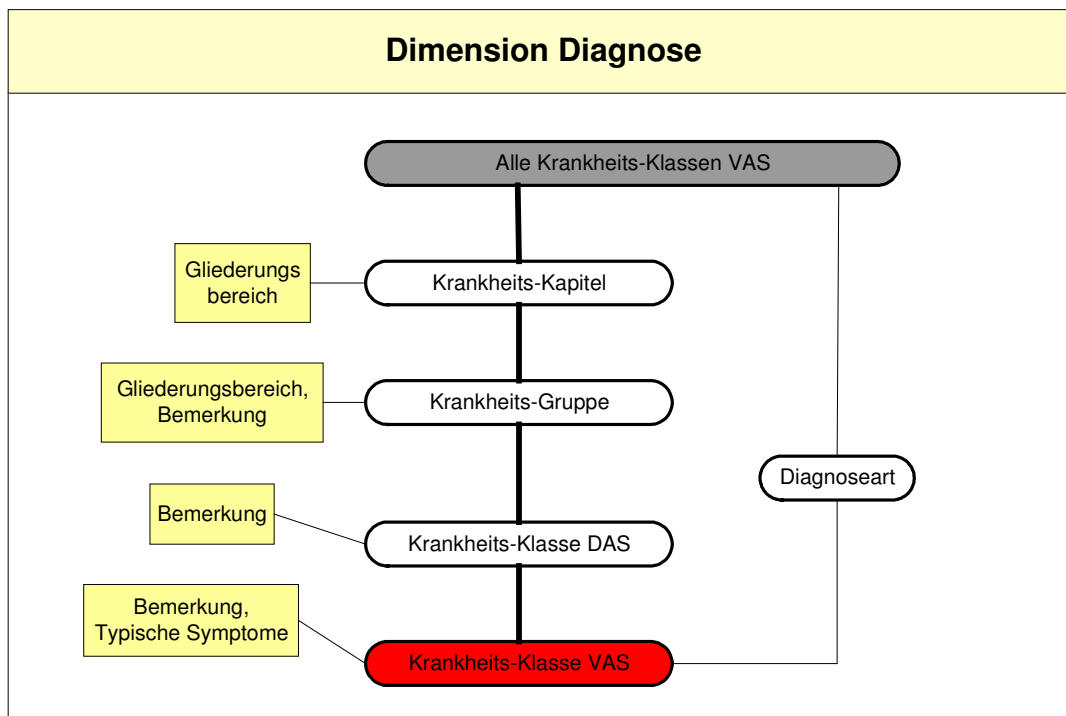 Dimension Diagnose
Alle Krankheits-Klassen VAS
Gliederungs
bereich
Krankheits-Kapitel
Gliederungsbereich,
Bemerkung
Krankheits-Gruppe
Diagnoseart
Bemerkung
Krankheits-Klasse DAS
Bemerkung,
Typische Symptome
Krankheits-Klasse VAS